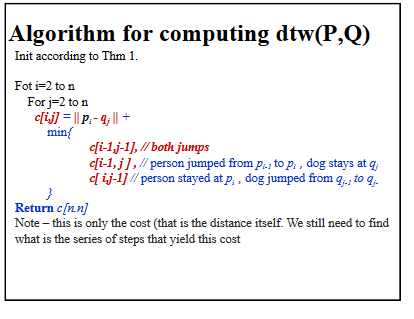 Algorithm for computing dtw(P,Q)
Init according to Thm 1.
Fot i=2 to n
For j=2 to n
c[i,j] = || pi - qj || +
min{
c[i-1,j-1], // both jumps
c[i-1, j ] , // person jumped from pi-1 to pi , dog stays at qj
c[ i,j-1] // person stayed at pi , dog jumped from qj-1 to qj.
}
Return c[n.n]
Note – this is only the cost (that is the distance itself. We still need to find
what is the series of steps that yield this cost